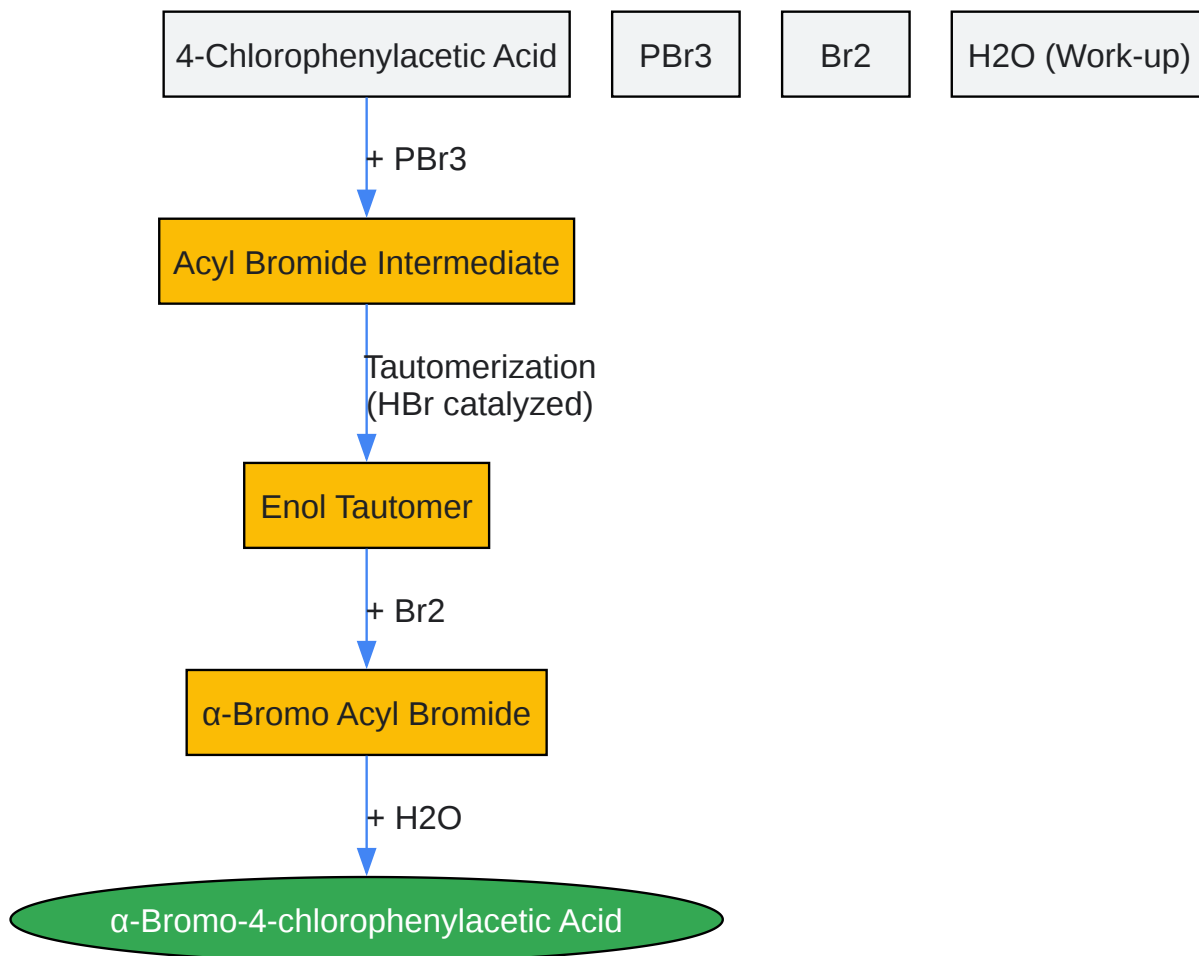 4-Chlorophenylacetic Acid
PBr3
Br2
H2O (Work-up)
+ PBr3
Acyl Bromide Intermediate
Tautomerization
(HBr catalyzed)
Enol Tautomer
+ Br2
α-Bromo Acyl Bromide
+ H2O
α-Bromo-4-chlorophenylacetic Acid